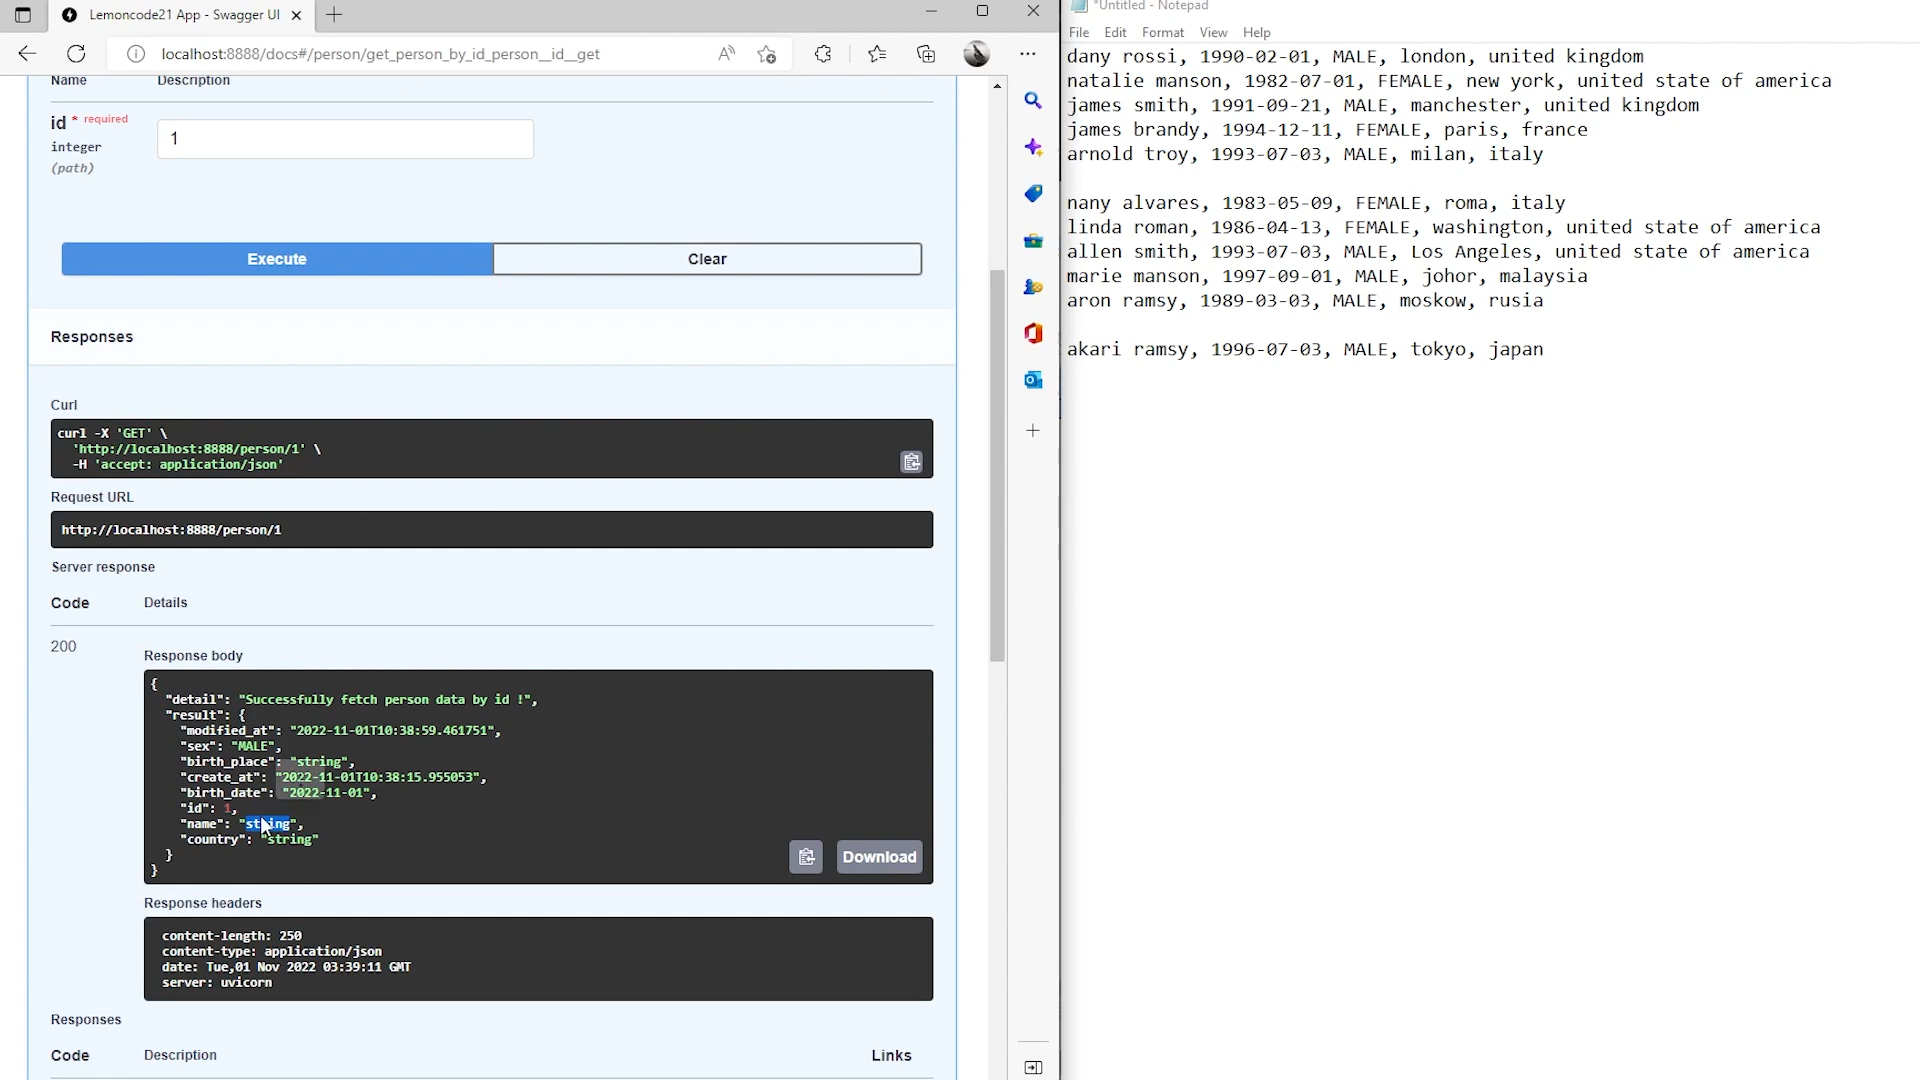 Lemoncode21 App - Swagger UI
localhost:8888/docs#/person/get_person_by_id_person__id__get
Name Description
id * required
integer
(path)
1
Execute Clear
Responses
Curl
curl -X 'GET' \
'http://localhost:8888/person/1' \
-H 'accept: application/json'
Request URL
http://localhost:8888/person/1
Server response
Code Details
200
Response body
{
"detail": "Successfully fetch person data by id !",
"result": {
"modified_at": "2022-11-01T10:38:59.461751",
"sex": "MALE",
"birth_place": "string",
"create_at": "2022-11-01T10:38:15.955053",
"birth_date": "2022-11-01",
"id": 1,
"name": "string",
"country": "string"
}
}
Download
Response headers
content-length: 250
content-type: application/json
date: Tue,01 Nov 2022 03:39:11 GMT
server: uvicorn
Responses
Code Description Links
*Untitled - Notepad
File Edit Format View Help
dany rossi, 1990-02-01, MALE, london, united kingdom
natalie manson, 1982-07-01, FEMALE, new york, united state of america
james smith, 1991-09-21, MALE, manchester, united kingdom
james brandy, 1994-12-11, FEMALE, paris, france
arnold troy, 1993-07-03, MALE, milan, italy
nany alvares, 1983-05-09, FEMALE, roma, italy
linda roman, 1986-04-13, FEMALE, washington, united state of america
allen smith, 1993-07-03, MALE, Los Angeles, united state of america
marie manson, 1997-09-01, MALE, johor, malaysia
aron ramsy, 1989-03-03, MALE, moskow, rusia
akari ramsy, 1996-07-03, MALE, tokyo, japan